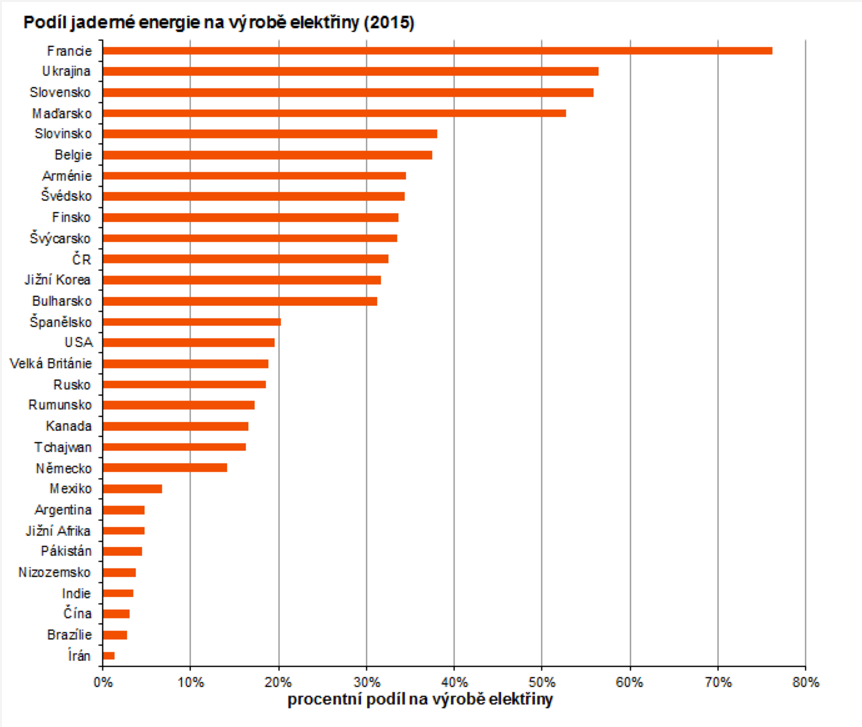 Podíl jaderné energie na výrobě elektřiny (2015)
Francie
Ukrajina
Slovensko
Maďarsko
Slovinsko
Belgie
Arménie
Švédsko
Finsko
Švýcarsko
ČR
Jižní Korea
Bulharsko
Španělsko
USA
Velká Británie
Rusko
Rumunsko
Kanada
Tchajwan
Německo
Mexiko
Argentina
Jižní Afrika
Pákistán
Nizozemsko
Indie
Čína
Brazílie
Írán
0% 10% 20% 30% 40% 50% 60% 70% 80%
procentní podíl na výrobě elektřiny